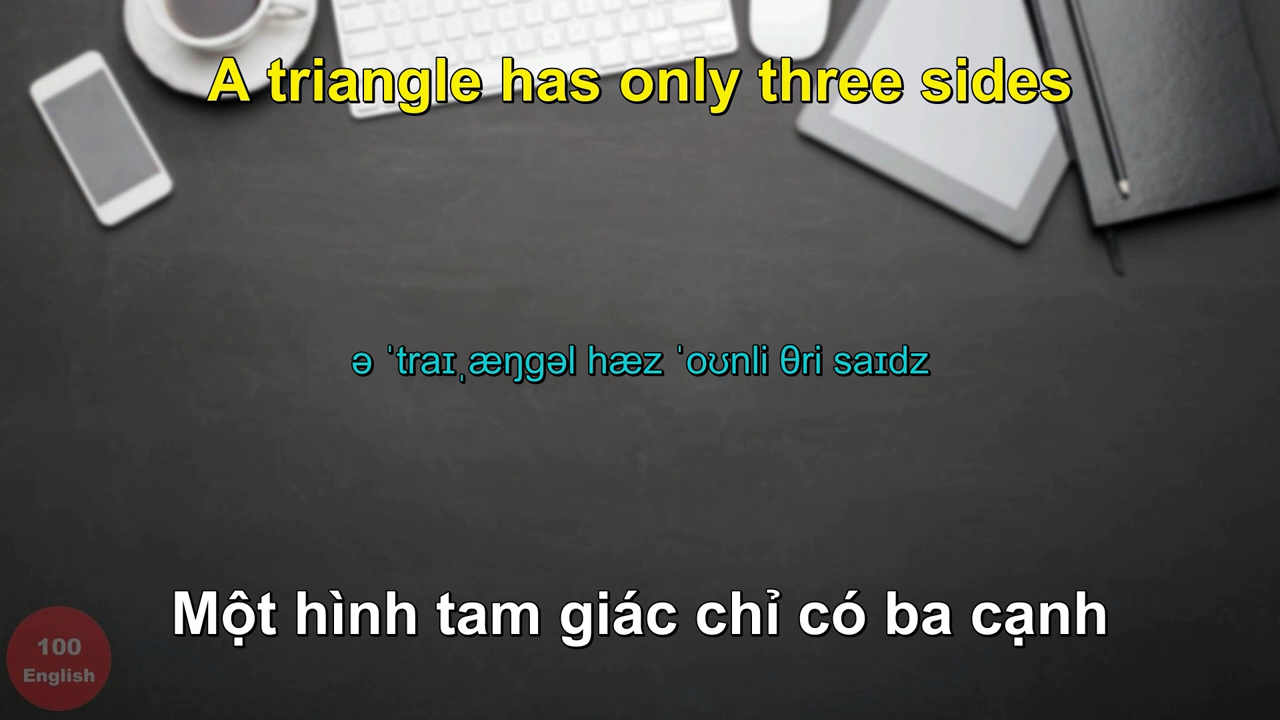 A triangle has only three sides
ə ˈtraɪˌæŋgəl hæz ˈoʊnli θri saɪdz
Một hình tam giác chỉ có ba cạnh
100
English